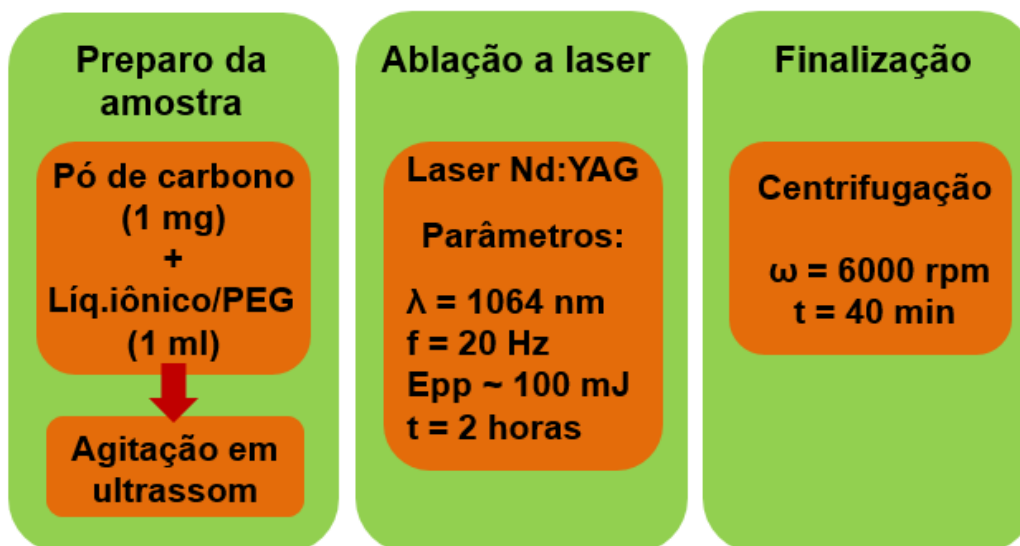 Preparo da
amostra
Pó de carbono
(1 mg)
+
Líq.iônico/PEG
(1 ml)
Agitação em
ultrassom
Ablação a laser
Laser Nd:YAG
Parâmetros:
λ = 1064 nm
f = 20 Hz
Epp ~ 100 mJ
t = 2 horas
Finalização
Centrifugação
ω = 6000 rpm
t = 40 min